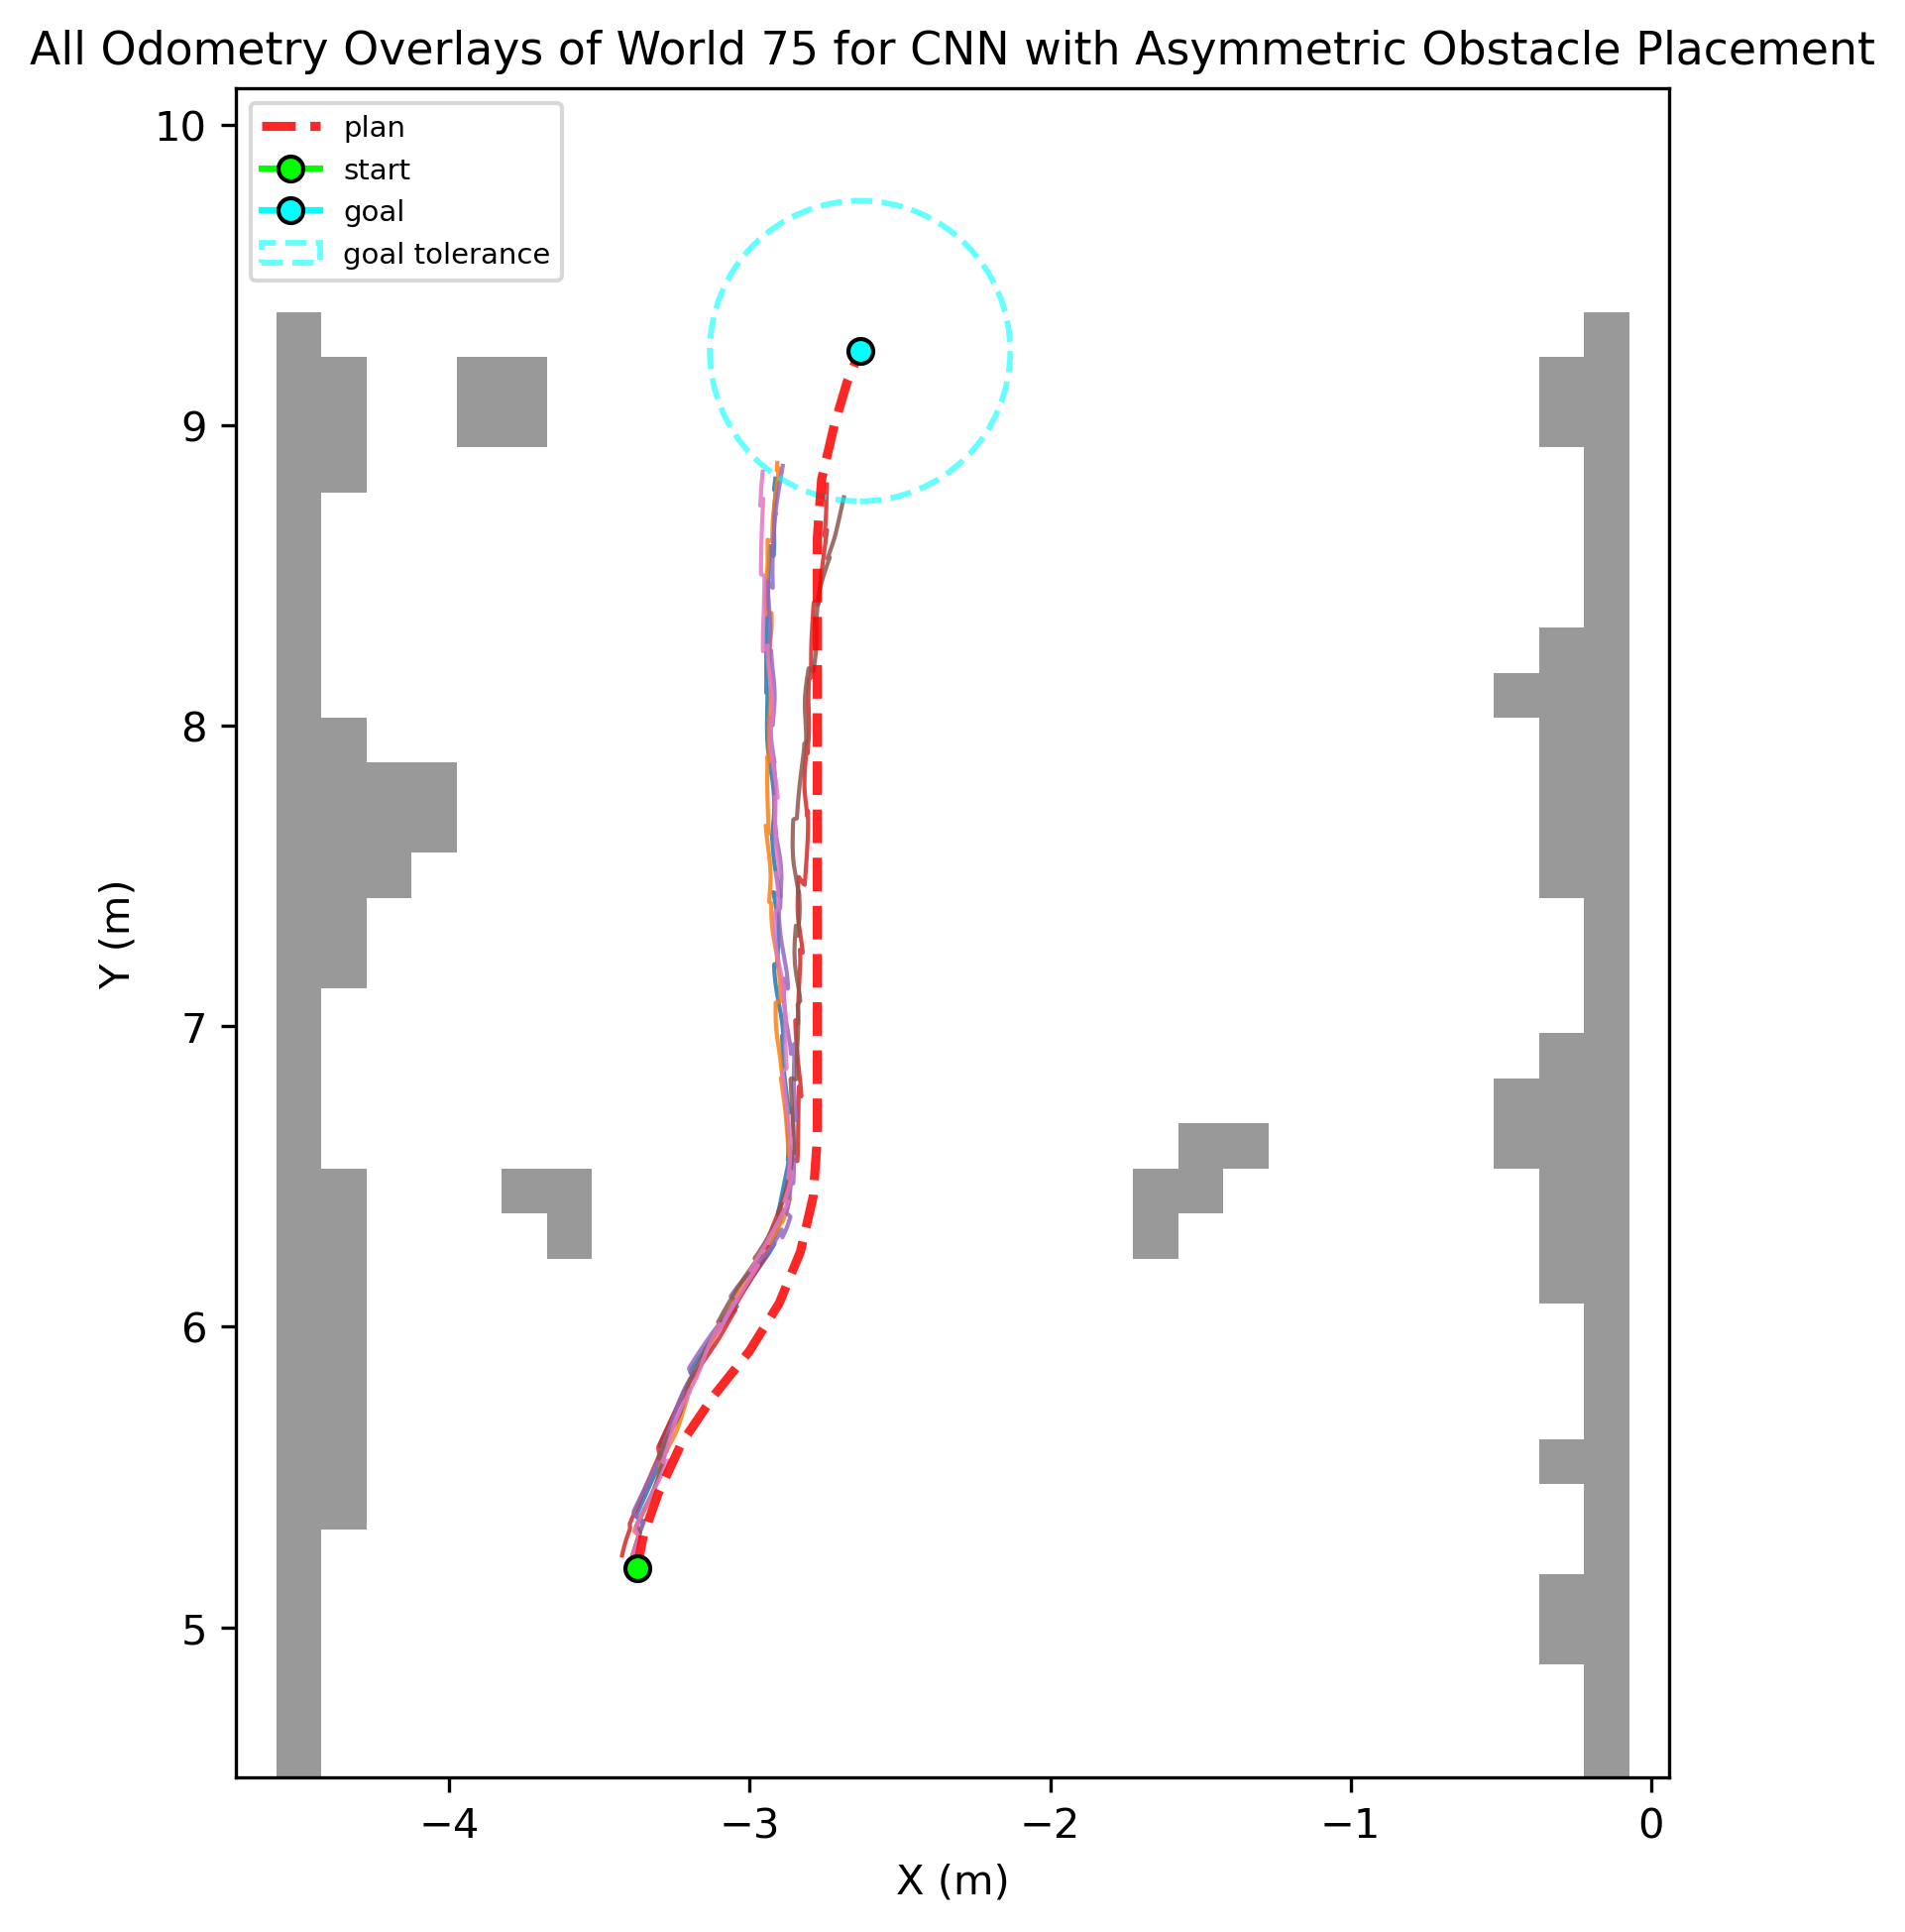 All Odometry Overlays of World 75 for CNN with Asymmetric Obstacle Placement
plan
start
goal
goal tolerance
10
9
8
7
6
5
Y (m)
−4
−3
−2
−1
0
X (m)